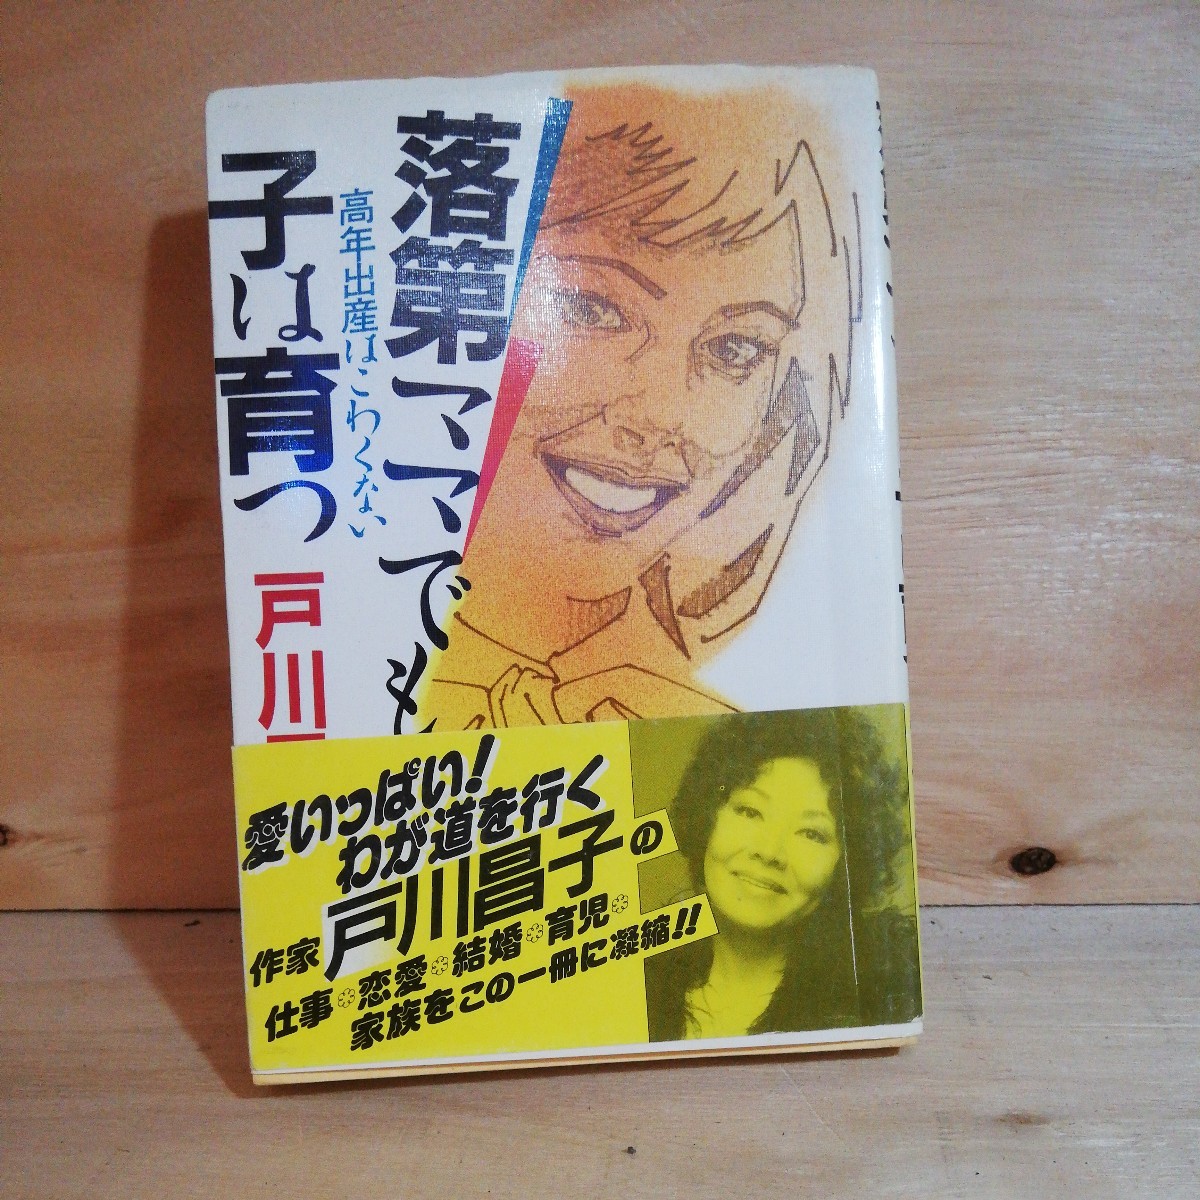 落第ママでも
高年出産はこわくない
子は育つ
戸川
愛いっぱい!
わが道を行く
作家戸川昌子の
仕事❊恋愛❊結婚❊育児❊
家族をこの一冊に凝縮!!